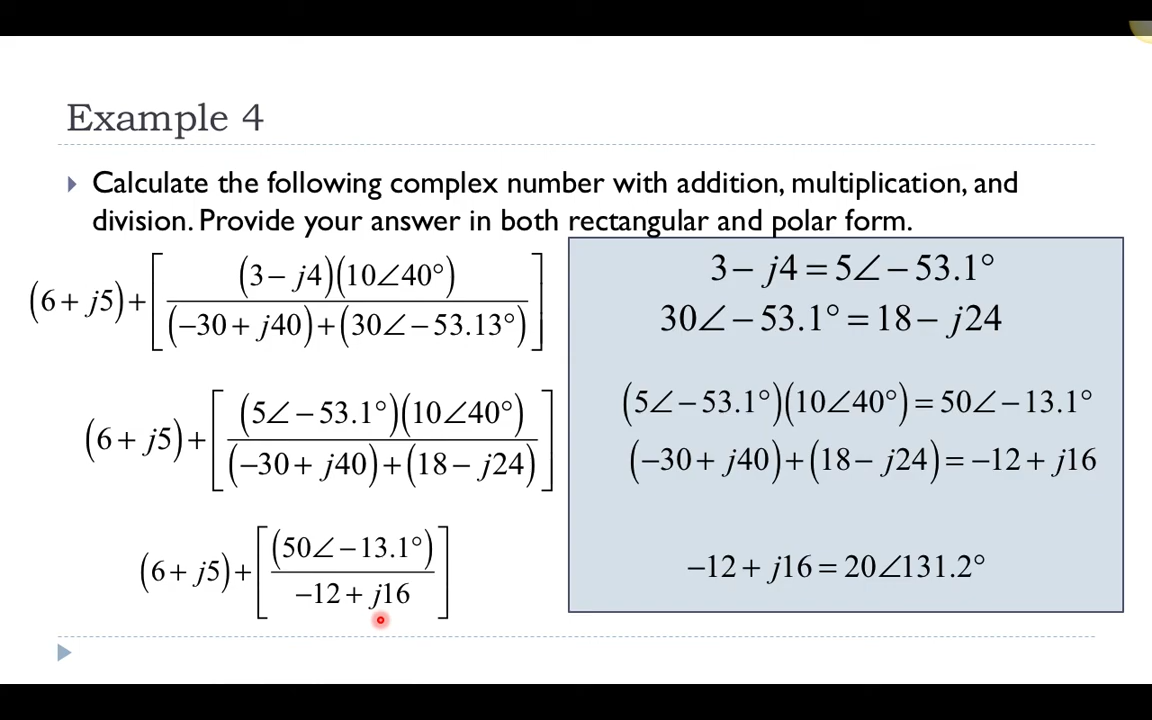 Example 4
Calculate the following complex number with addition, multiplication, and
division. Provide your answer in both rectangular and polar form.
(6 + j5) + [ (3 − j4)(10∠40°) / (−30 + j40) + (30∠−53.13°) ]
(6 + j5) + [ (5∠−53.1°)(10∠40°) / (−30 + j40) + (18 − j24) ]
(6 + j5) + [ (50∠−13.1°) / −12 + j16 ]
3 − j4 = 5∠−53.1°
30∠−53.1° = 18 − j24
(5∠−53.1°)(10∠40°) = 50∠−13.1°
(−30 + j40) + (18 − j24) = −12 + j16
−12 + j16 = 20∠131.2°